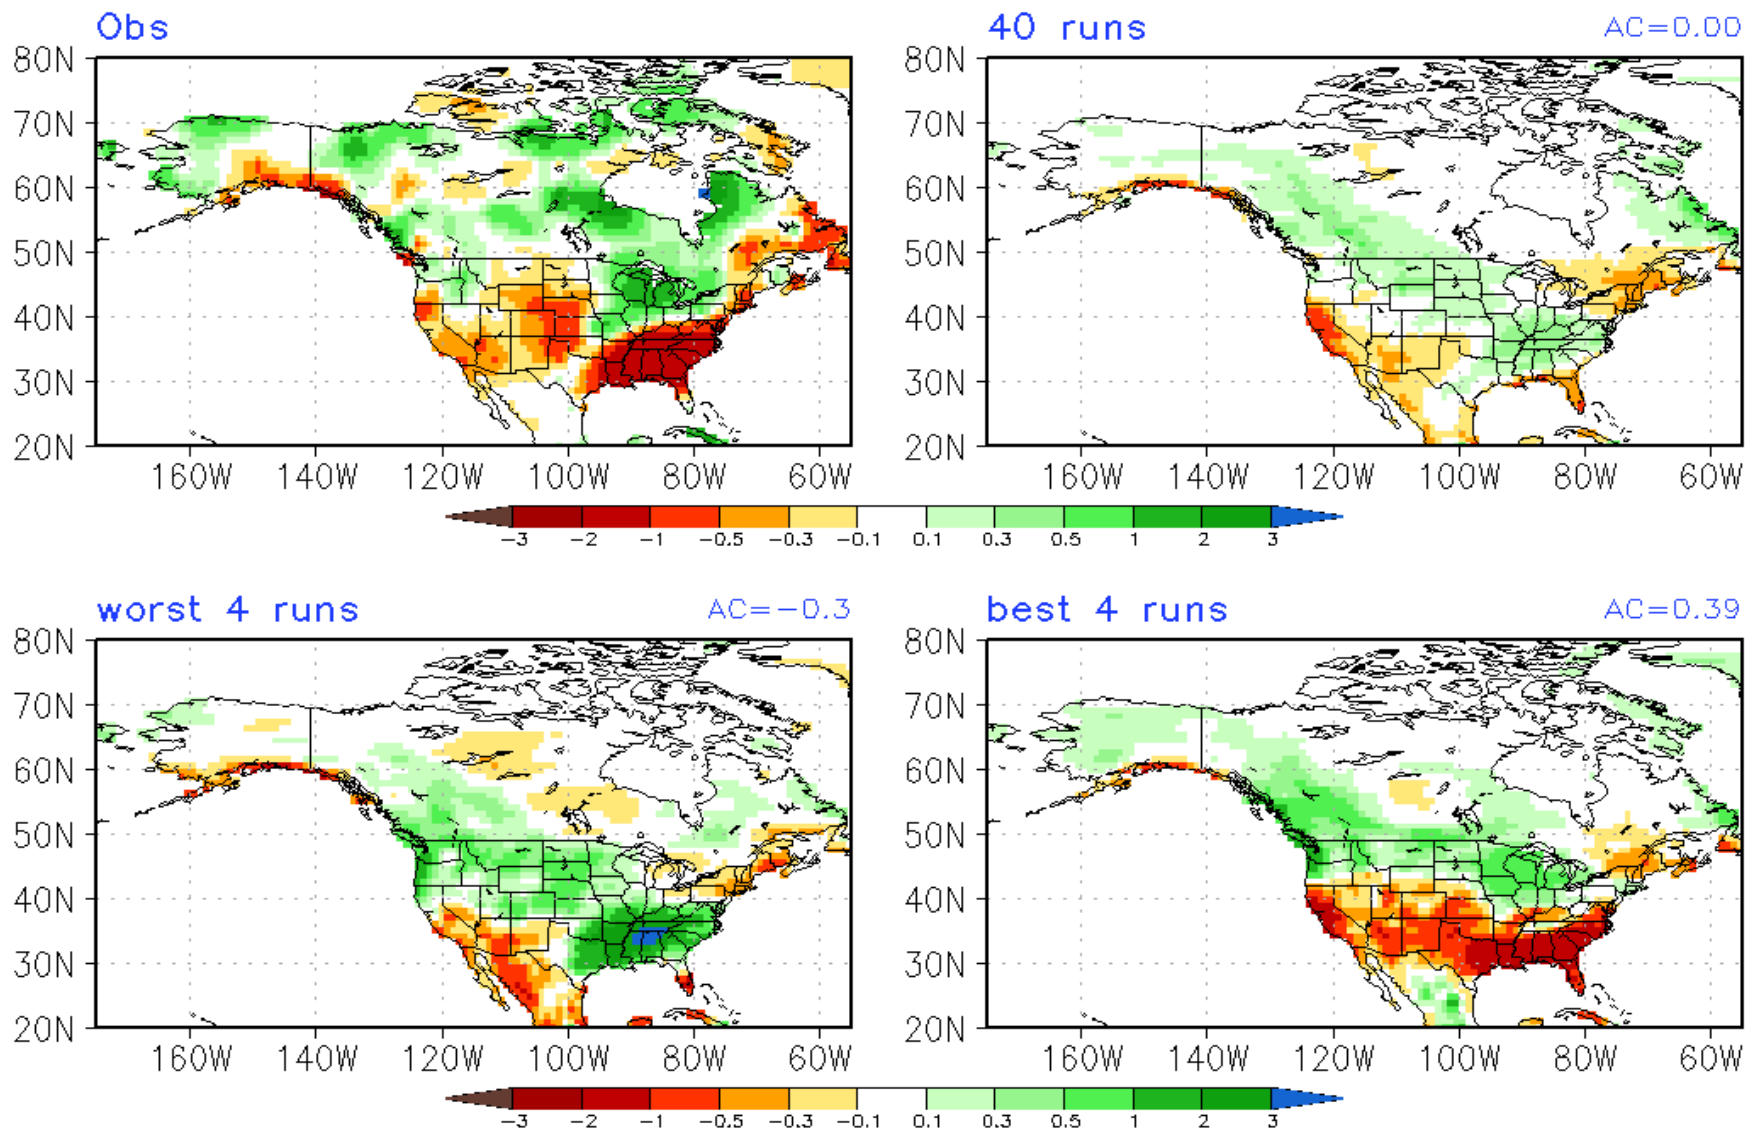 Obs
40 runs AC=0.00
80N
70N
60N
50N
40N
30N
20N
160W 140W 120W 100W 80W 60W
80N
70N
60N
50N
40N
30N
20N
160W 140W 120W 100W 80W 60W
-3 -2 -1 -0.5 -0.3 -0.1 0.1 0.3 0.5 1 2 3
worst 4 runs AC=-0.3
best 4 runs AC=0.39
80N
70N
60N
50N
40N
30N
20N
160W 140W 120W 100W 80W 60W
80N
70N
60N
50N
40N
30N
20N
160W 140W 120W 100W 80W 60W
-3 -2 -1 -0.5 -0.3 -0.1 0.1 0.3 0.5 1 2 3